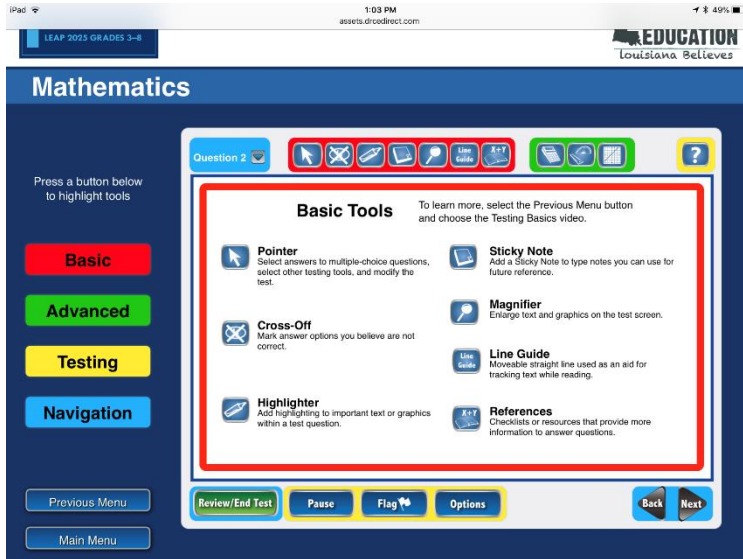 iPad
1:03 PM
49%
assets.drcedirect.com
LEAP 2025 GRADES 3–8
EDUCATION
Louisiana Believes
Mathematics
Question 2
Line
Guide
X+Y
?
Press a button below
to highlight tools
Basic
Advanced
Testing
Navigation
Previous Menu
Main Menu
Basic Tools
To learn more, select the Previous Menu button
and choose the Testing Basics video.
Pointer
Select answers to multiple-choice questions,
select other testing tools, and modify the
test.
Cross-Off
Mark answer options you believe are not
correct.
Highlighter
Add highlighting to important text or graphics
within a test question.
Sticky Note
Add a Sticky Note to type notes you can use for
future reference.
Magnifier
Enlarge text and graphics on the test screen.
Line
Guide
Line Guide
Moveable straight line used as an aid for
tracking text while reading.
X+Y
References
Checklists or resources that provide more
information to answer questions.
Review/End Test
Pause
Flag
Options
Back
Next